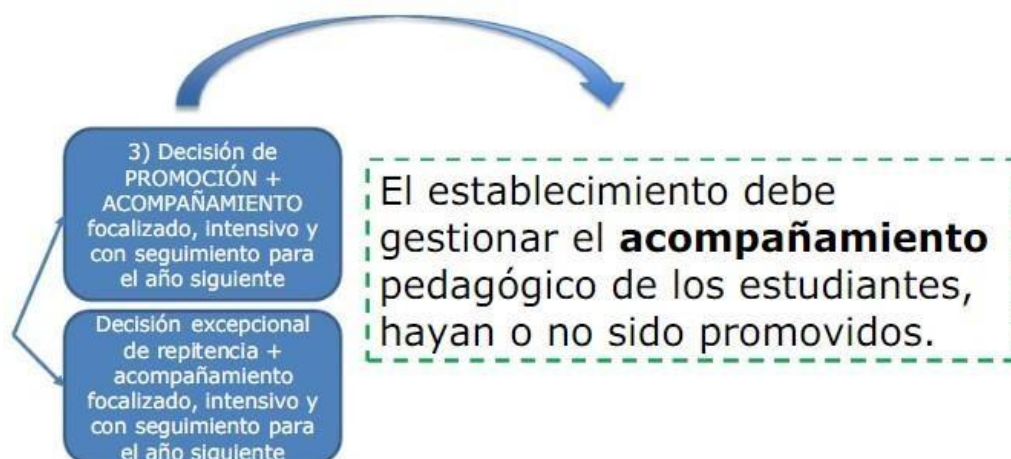 3) Decisión de
PROMOCIÓN +
ACOMPAÑAMIENTO
focalizado, intensivo y
con seguimiento para
el año siguiente
Decisión excepcional
de repitencia +
acompañamiento
focalizado, intensivo y
con seguimiento para
el año siguiente
El establecimiento debe
gestionar el acompañamiento
pedagógico de los estudiantes,
hayan o no sido promovidos.